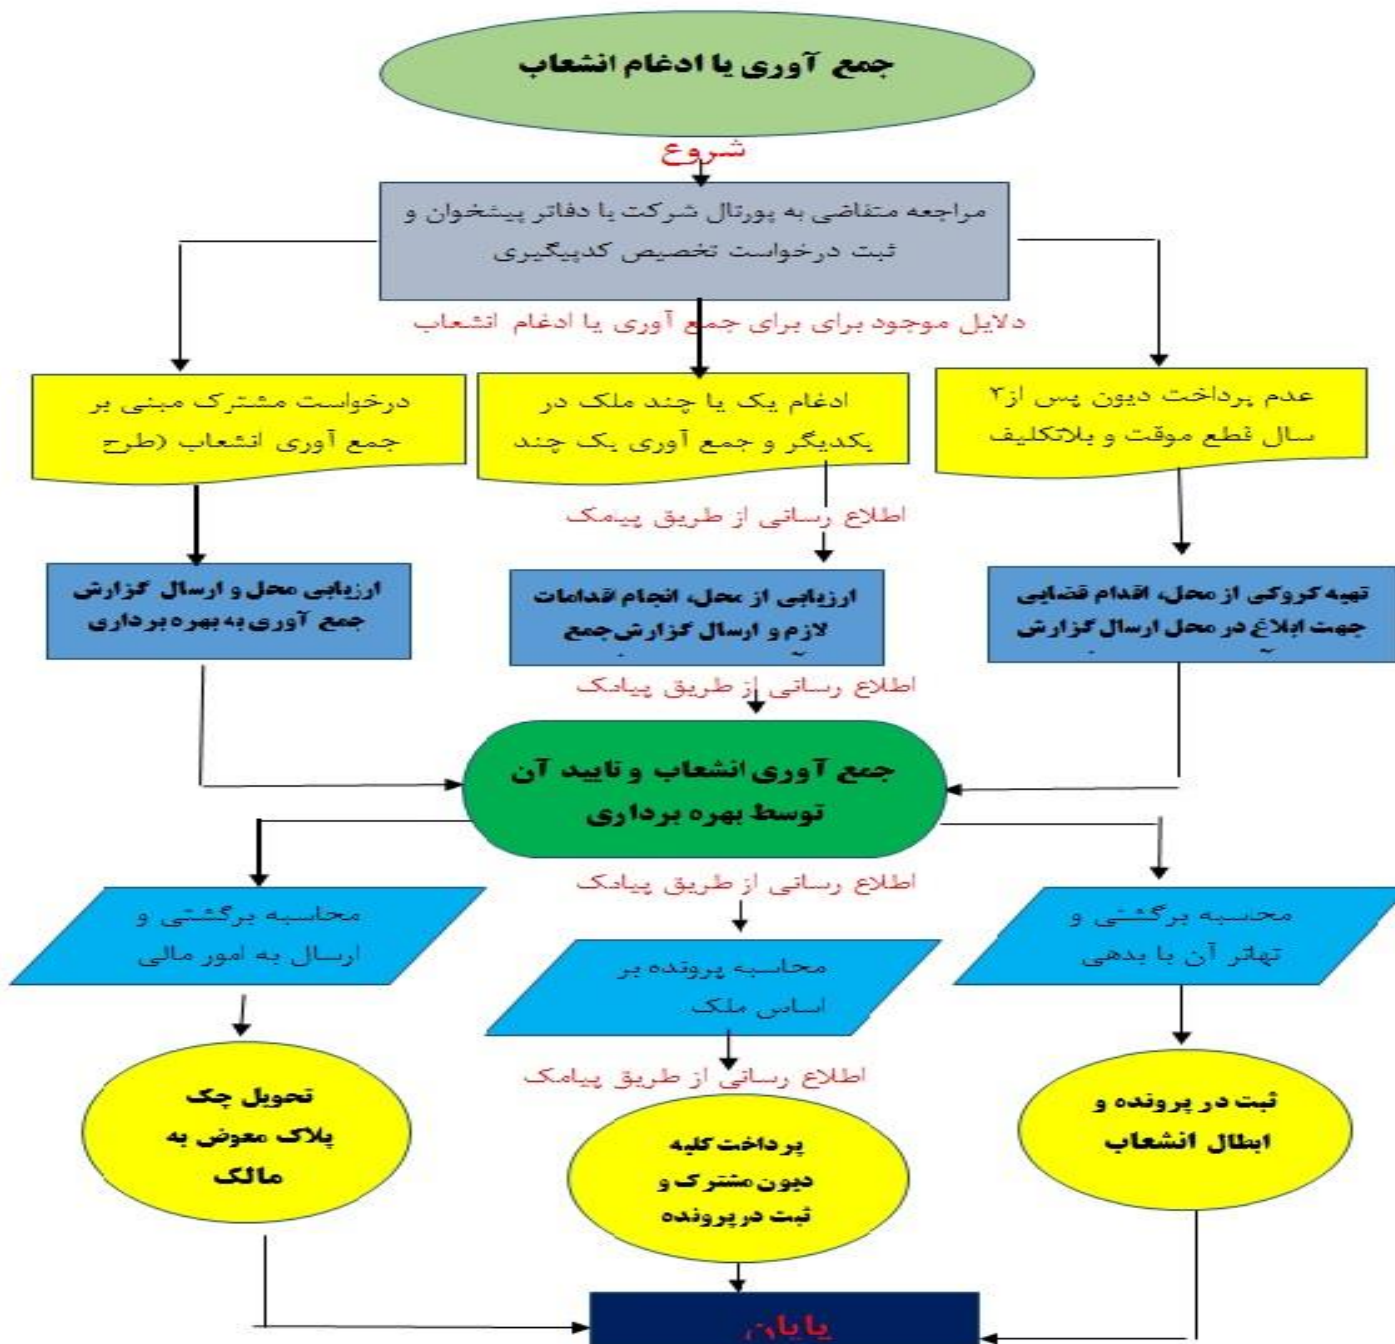 جمع آوری یا ادغام انشعاب
شروع
مراجعه متقاضی به پورتال شرکت یا دفاتر پیشخوان و
ثبت درخواست تخصیص کدپیگیری
دلایل موجود برای برای جمع آوری یا ادغام انشعاب
عدم پرداخت دیون پس از۲
سال قطع موقت و بلاتکلیف
ادغام یک یا چند ملک در
یکدیگر و جمع آوری یک چند
درخواست مشترک مبنی بر
جمع آوری انشعاب (طرح
اطلاع رسانی از طریق پیامک
تهیه کروکی از محل، اقدام قضایی
جهت ابلاغ در محل ارسال گزارش
ارزیابی از محل، انجام اقدامات
لازم و ارسال گزارش جمع
ارزیابی محل و ارسال گزارش
جمع آوری به بهره برداری
اطلاع رسانی از طریق پیامک
جمع آوری انشعاب و تایید آن
توسط بهره برداری
اطلاع رسانی از طریق پیامک
محاسبه برگشتی و
تهاتر آن با بدهی
محاسبه پرونده بر
اساس ملک
محاسبه برگشتی و
ارسال به امور مالی
اطلاع رسانی از طریق پیامک
ثبت در پرونده و
ابطال انشعاب
پرداخت کلیه
دیون مشترک و
ثبت درپرونده
تحویل چک
پلاک معوض به
مالک
پایان